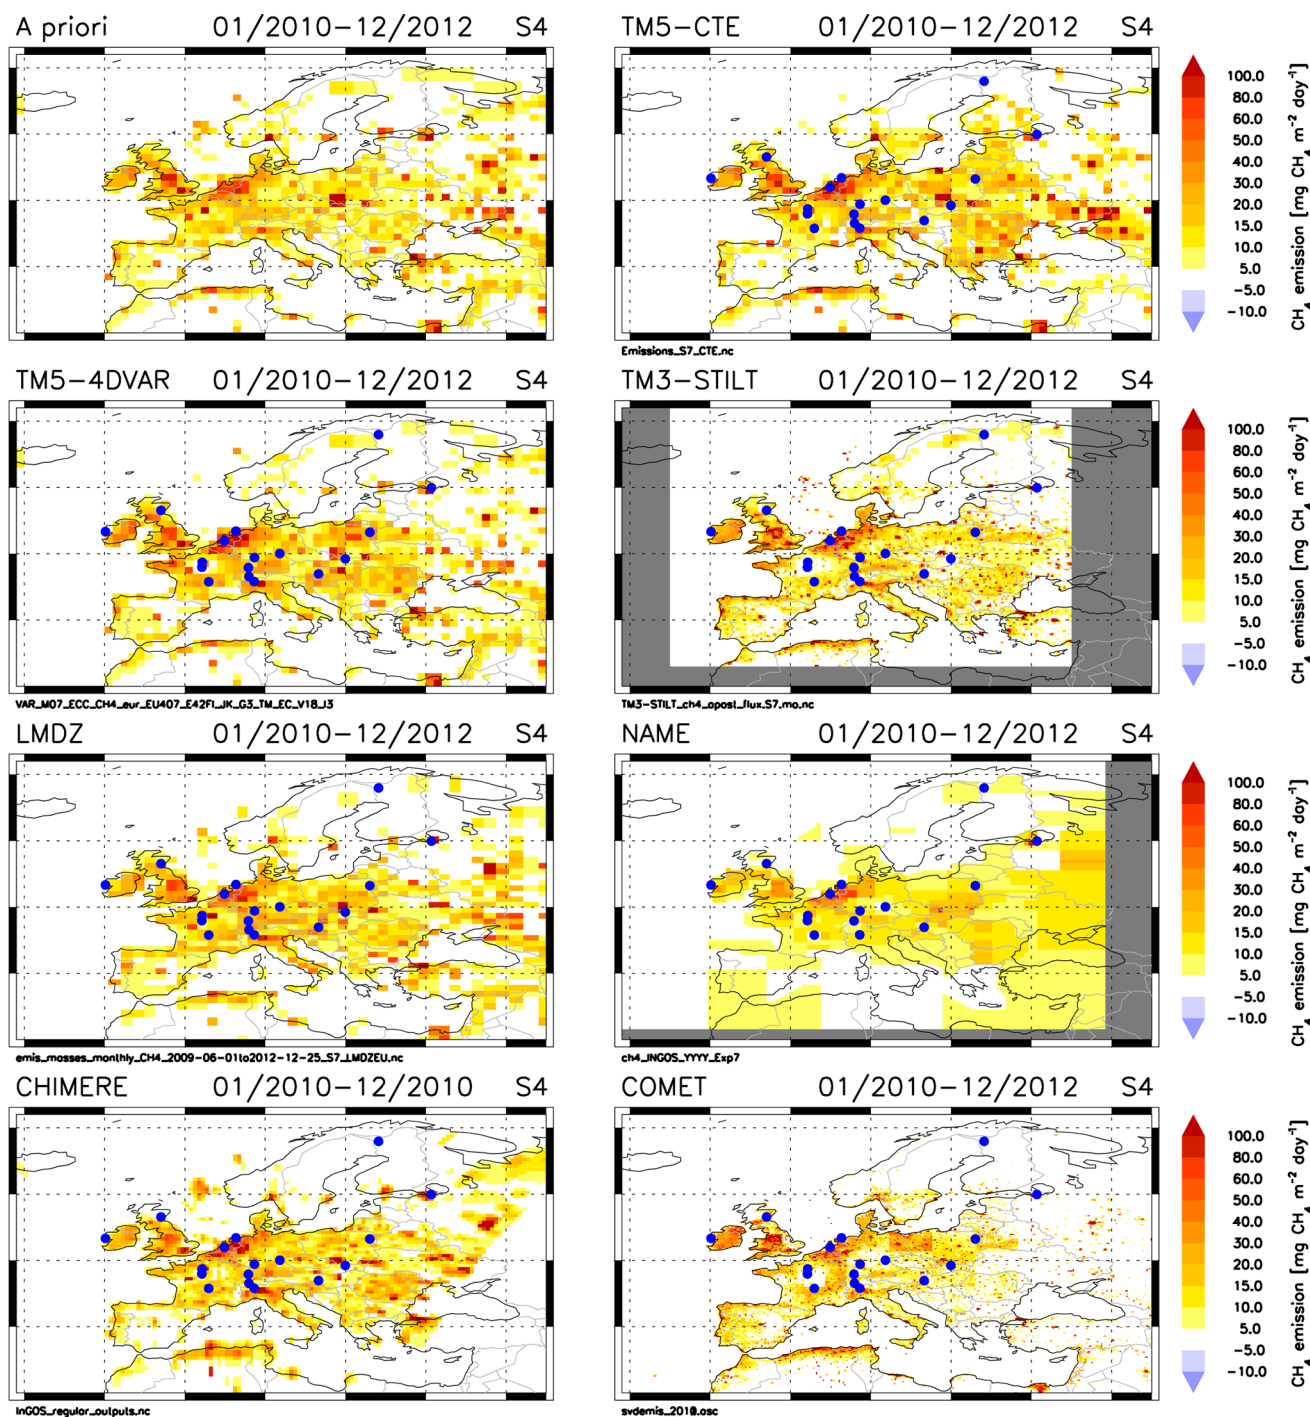 A priori 01/2010-12/2012 S4
TM5-CTE 01/2010-12/2012 S4
100.0
80.0
60.0
50.0
40.0
30.0
20.0
15.0
10.0
5.0
-5.0
-10.0
CH4 emission [mg CH4 m-2 day-1]
Emissions_S7_CTE.nc
TM5-4DVAR 01/2010-12/2012 S4
TM3-STILT 01/2010-12/2012 S4
100.0
80.0
60.0
50.0
40.0
30.0
20.0
15.0
10.0
5.0
-5.0
-10.0
CH4 emission [mg CH4 m-2 day-1]
TM3-STILT_ch4_apost_flux.S7.mo.nc
LMDZ 01/2010-12/2012 S4
NAME 01/2010-12/2012 S4
100.0
80.0
60.0
50.0
40.0
30.0
20.0
15.0
10.0
5.0
-5.0
-10.0
CH4 emission [mg CH4 m-2 day-1]
emis_mosses_monthly_CH4_2009-06-01to2012-12-25_S7_LMDZEU.nc
ch4_INGOS_YYYY_Exp7
CHIMERE 01/2010-12/2010 S4
COMET 01/2010-12/2012 S4
100.0
80.0
60.0
50.0
40.0
30.0
20.0
15.0
10.0
5.0
-5.0
-10.0
CH4 emission [mg CH4 m-2 day-1]
InGOS_regular_outputs.nc
svdemis_2010.asc